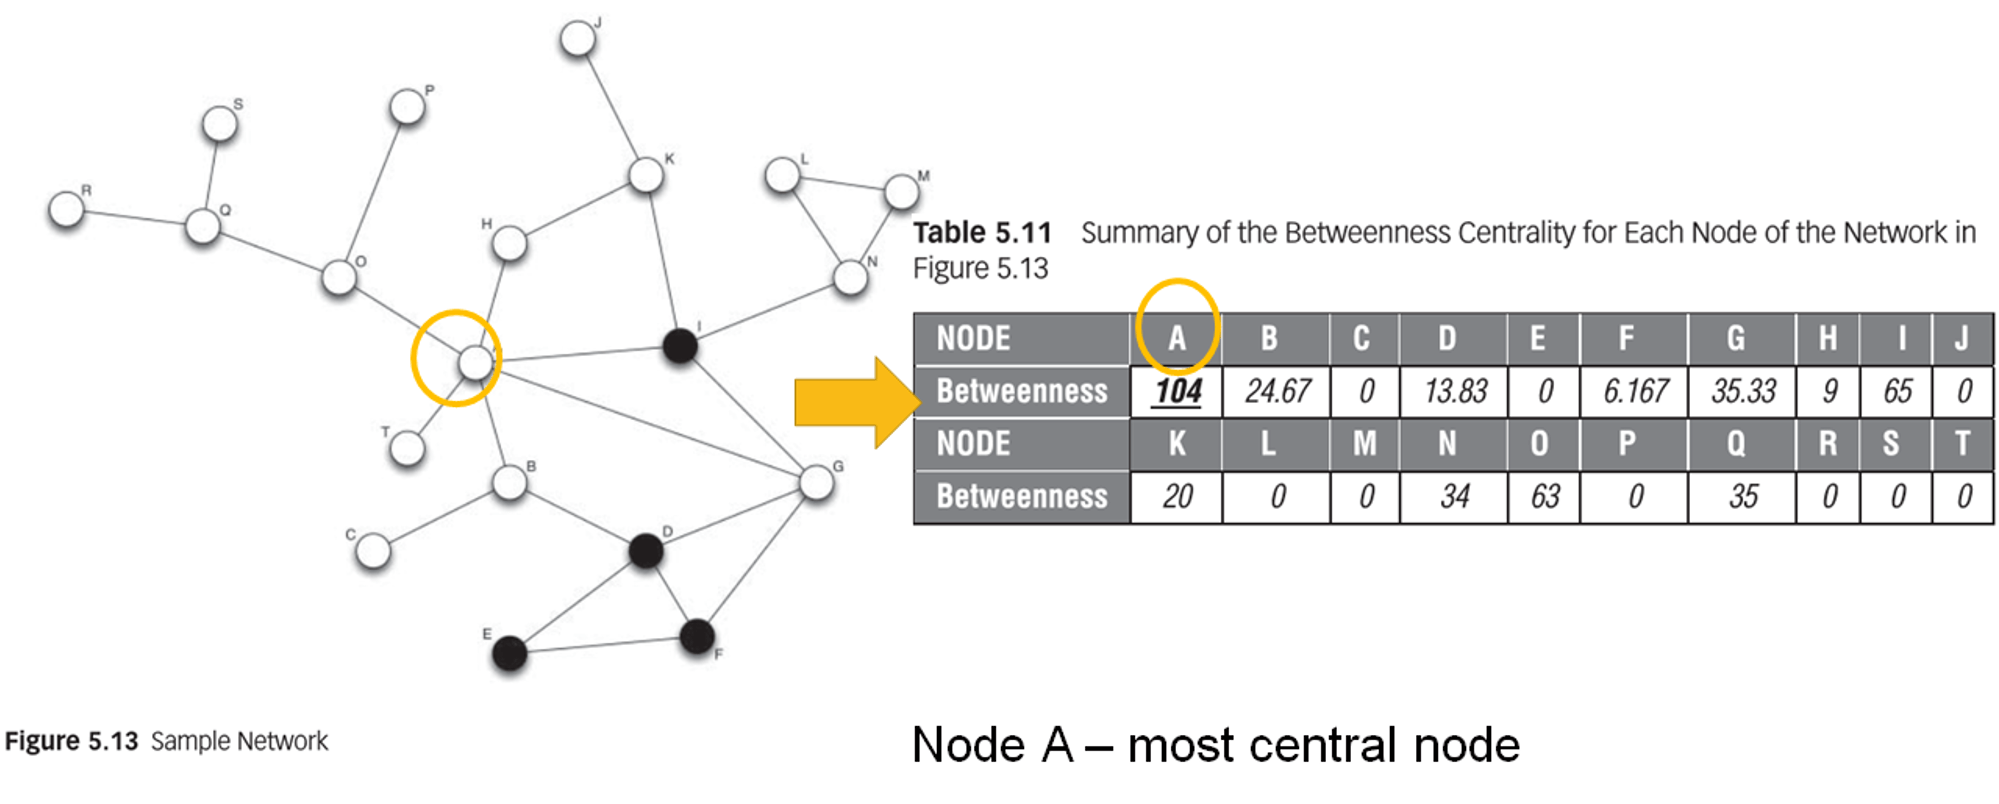 J
P
S
K
L
M
R
Q
H
Table 5.11 Summary of the Betweenness Centrality for Each Node of the Network in
Figure 5.13
O
N
I
NODE A B C D E F G H I J
Betweenness 104 24.67 0 13.83 0 6.167 35.33 9 65 0
NODE K L M N O P Q R S T
Betweenness 20 0 0 34 63 0 35 0 0 0
T
B
G
C
D
E
F
Figure 5.13 Sample Network
Node A – most central node